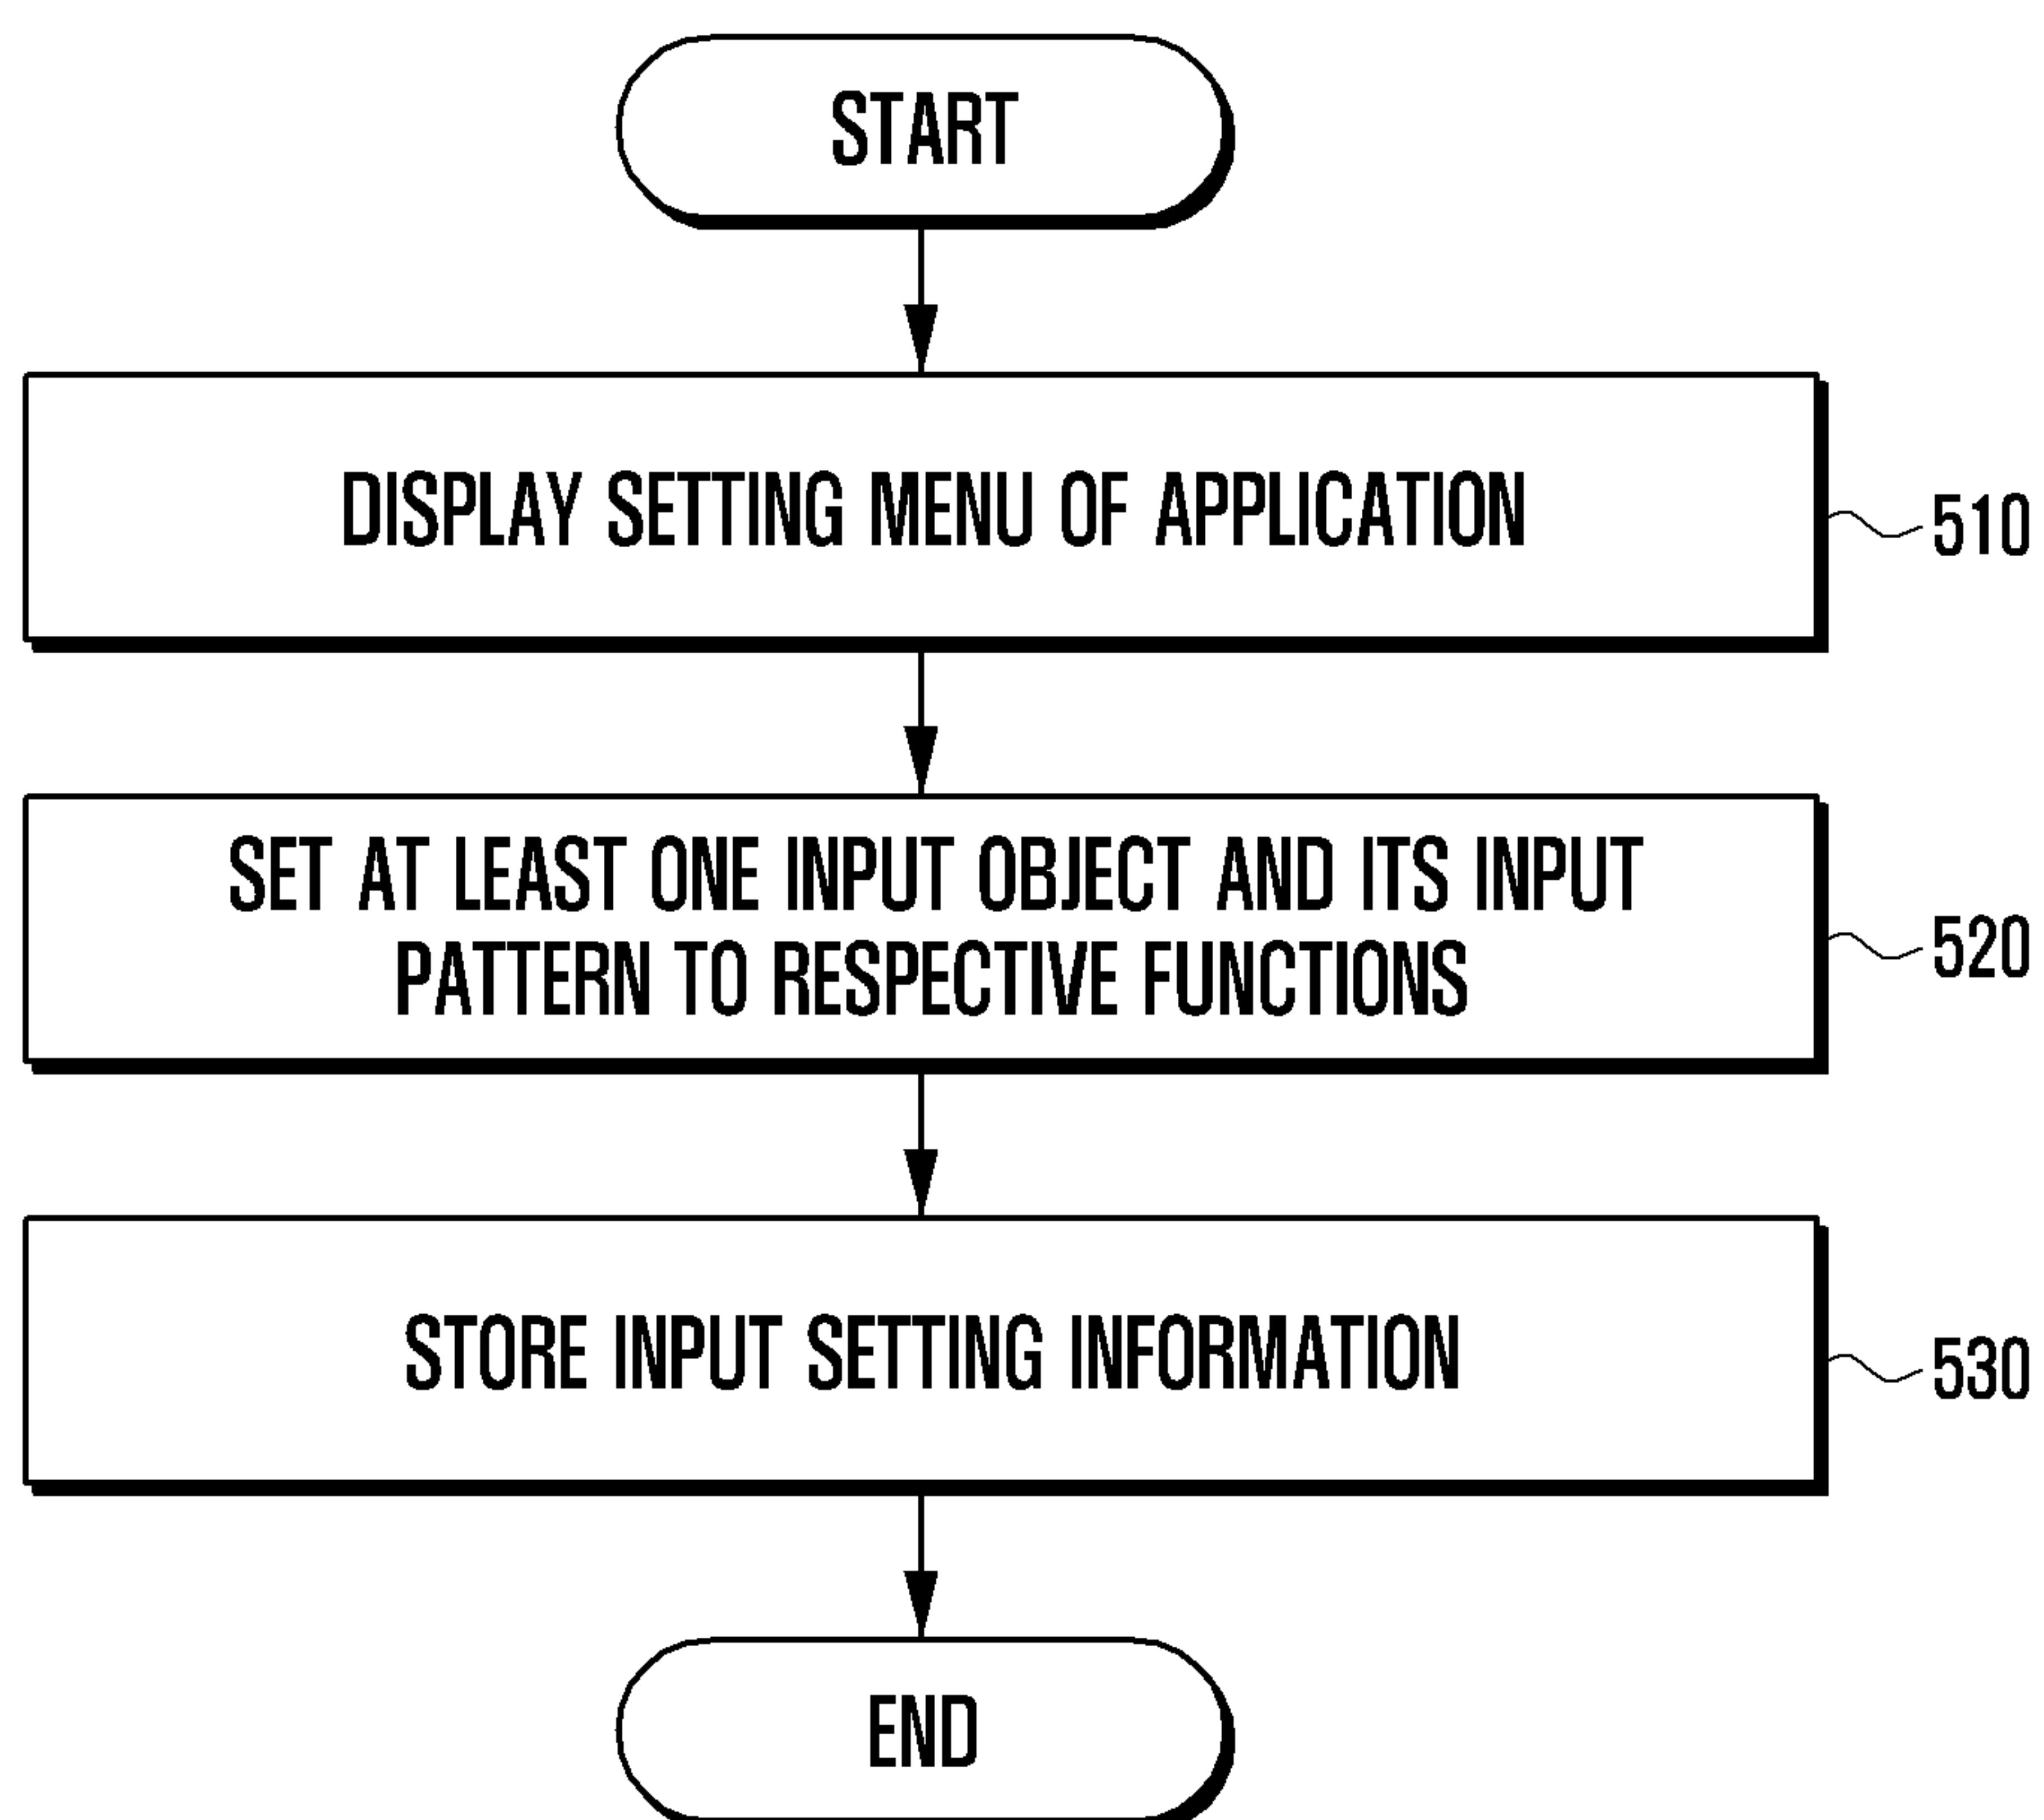 START
DISPLAY SETTING MENU OF APPLICATION
510
SET AT LEAST ONE INPUT OBJECT AND ITS INPUT
PATTERN TO RESPECTIVE FUNCTIONS
520
STORE INPUT SETTING INFORMATION
530
END